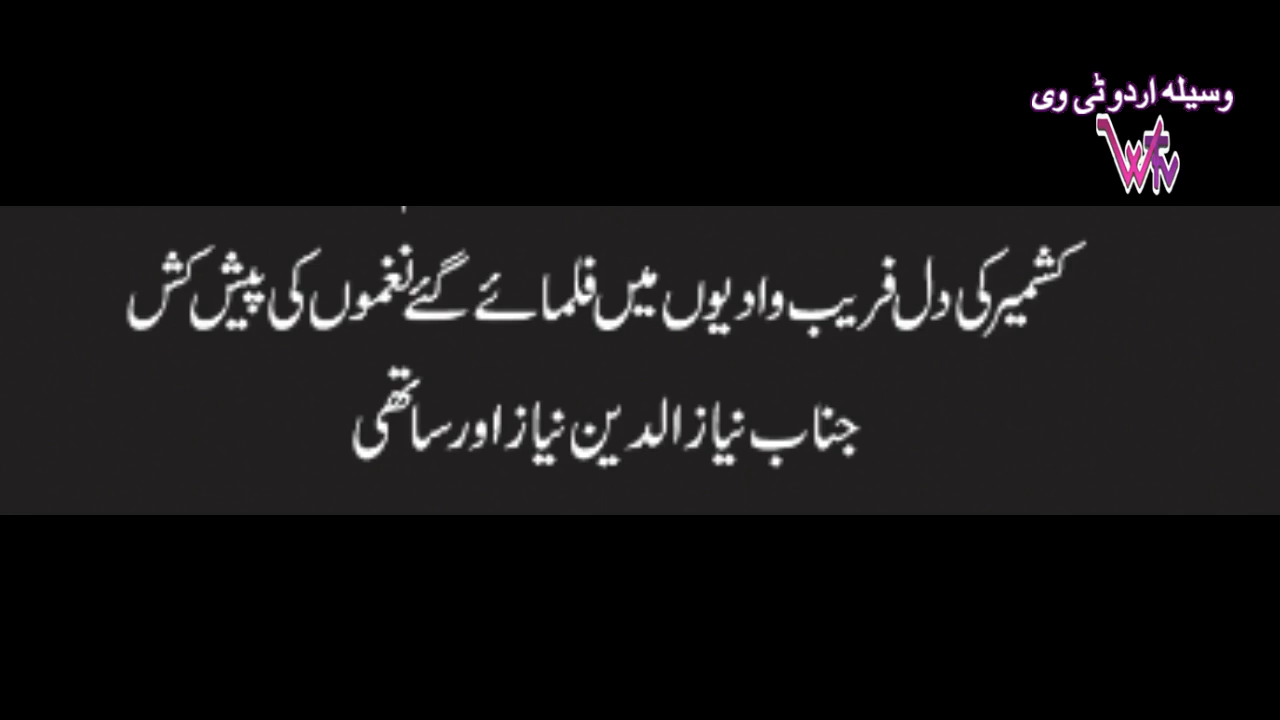 وسیلہ اردو ٹی وی
WTV
کشمیر کی دل فریب وادیوں میں فلمائے گئے نغموں کی پیش کش
جناب نیاز الدین نیاز اور ساتھی